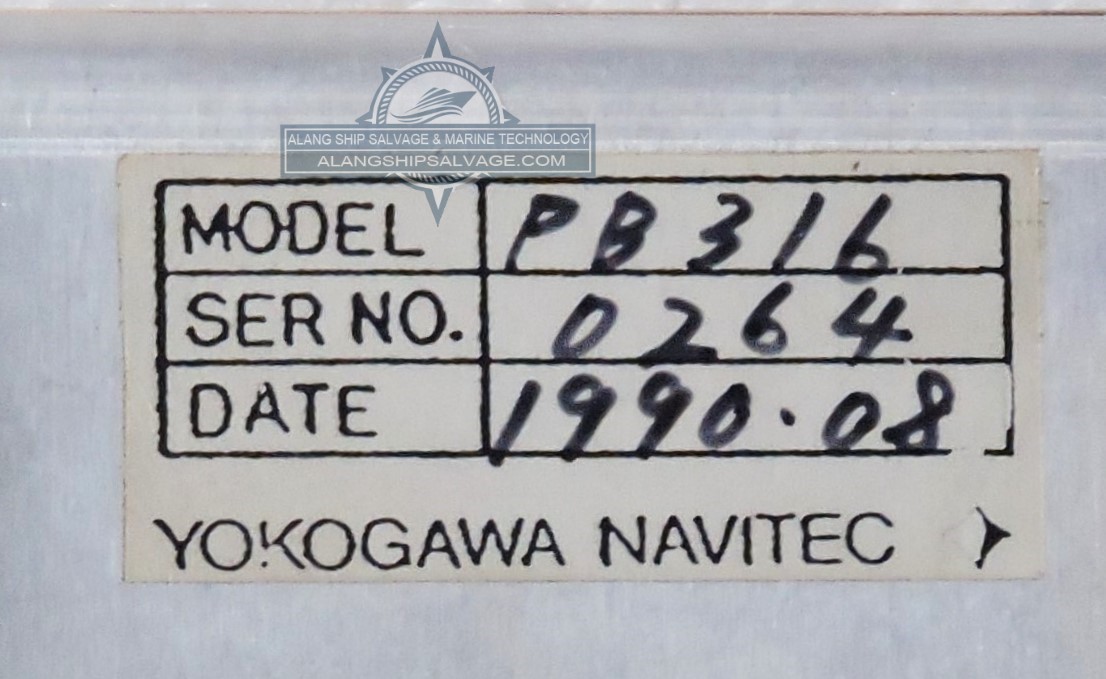 ALANG SHIP SALVAGE & MARINE TECHNOLOGY
ALANGSHIPSALVAGE.COM
MODEL PB316
SER NO. 0264
DATE 1990.08
YOKOGAWA NAVITEC